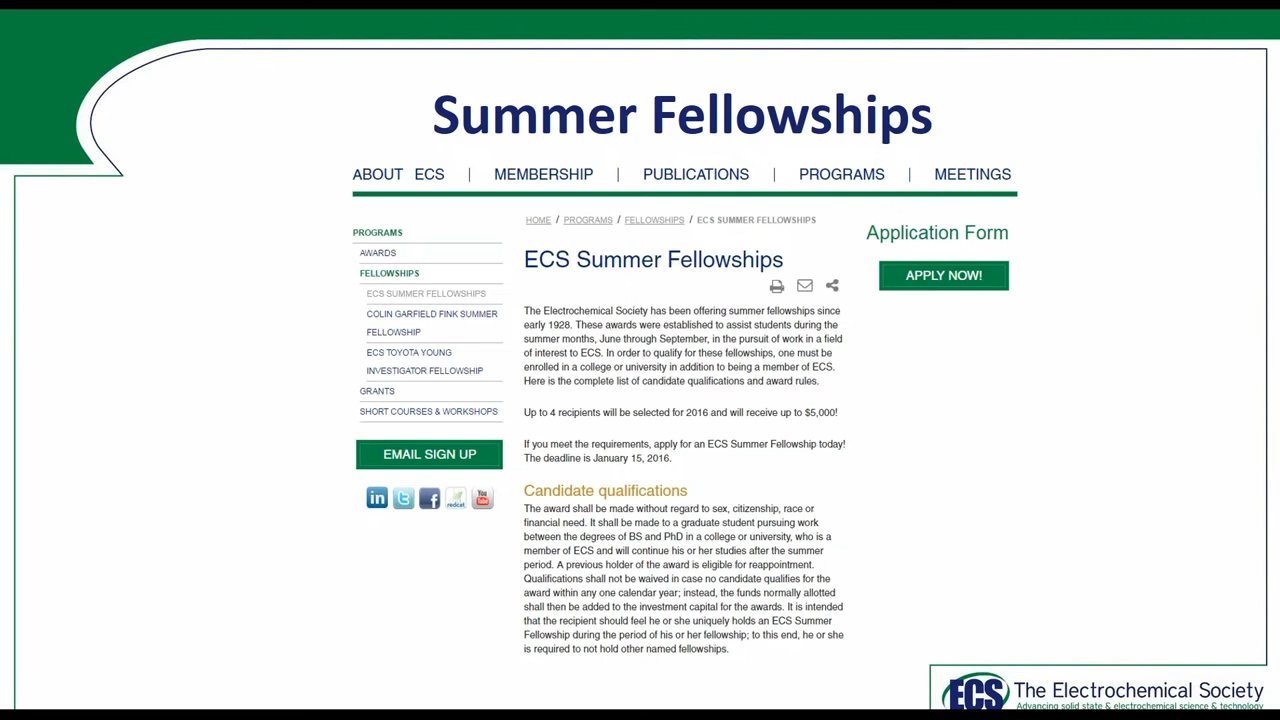 Summer Fellowships
ABOUT ECS | MEMBERSHIP | PUBLICATIONS | PROGRAMS | MEETINGS
HOME / PROGRAMS / FELLOWSHIPS / ECS SUMMER FELLOWSHIPS
PROGRAMS
AWARDS
FELLOWSHIPS
ECS SUMMER FELLOWSHIPS
COLIN GARFIELD FINK SUMMER
FELLOWSHIP
ECS TOYOTA YOUNG
INVESTIGATOR FELLOWSHIP
GRANTS
SHORT COURSES & WORKSHOPS
EMAIL SIGN UP
in
redcat
You
Tube
ECS Summer Fellowships
The Electrochemical Society has been offering summer fellowships since
early 1928. These awards were established to assist students during the
summer months, June through September, in the pursuit of work in a field
of interest to ECS. In order to qualify for these fellowships, one must be
enrolled in a college or university in addition to being a member of ECS.
Here is the complete list of candidate qualifications and award rules.
Up to 4 recipients will be selected for 2016 and will receive up to $5,000!
If you meet the requirements, apply for an ECS Summer Fellowship today!
The deadline is January 15, 2016.
Candidate qualifications
The award shall be made without regard to sex, citizenship, race or
financial need. It shall be made to a graduate student pursuing work
between the degrees of BS and PhD in a college or university, who is a
member of ECS and will continue his or her studies after the summer
period. A previous holder of the award is eligible for reappointment.
Qualifications shall not be waived in case no candidate qualifies for the
award within any one calendar year; instead, the funds normally allotted
shall then be added to the investment capital for the awards. It is intended
that the recipient should feel he or she uniquely holds an ECS Summer
Fellowship during the period of his or her fellowship; to this end, he or she
is required to not hold other named fellowships.
Application Form
APPLY NOW!
ECS The Electrochemical Society
Advancing solid state & electrochemical science & technology